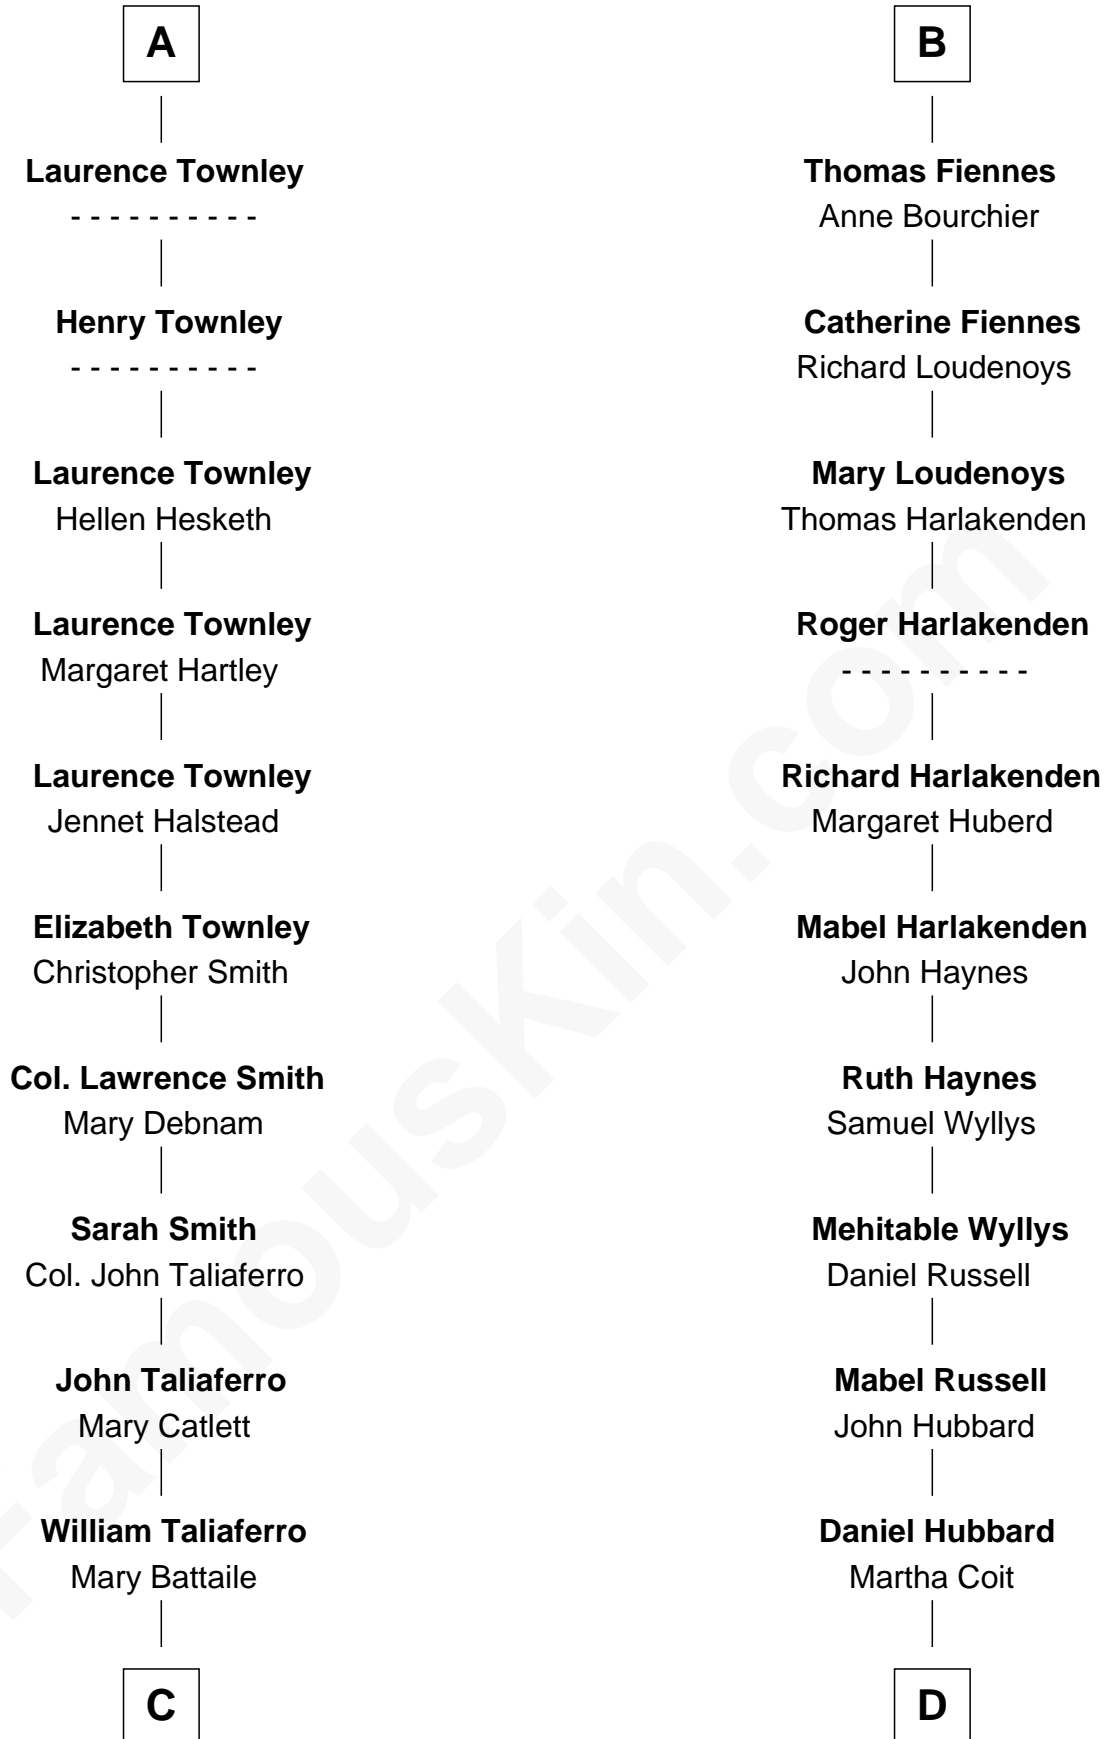 A
Laurence Townley
- - - - - - - - - -
Henry Townley
- - - - - - - - - -
Laurence Townley
Hellen Hesketh
Laurence Townley
Margaret Hartley
Laurence Townley
Jennet Halstead
Elizabeth Townley
Christopher Smith
Col. Lawrence Smith
Mary Debnam
Sarah Smith
Col. John Taliaferro
John Taliaferro
Mary Catlett
William Taliaferro
Mary Battaile
C
B
Thomas Fiennes
Anne Bourchier
Catherine Fiennes
Richard Loudenoys
Mary Loudenoys
Thomas Harlakenden
Roger Harlakenden
- - - - - - - - - -
Richard Harlakenden
Margaret Huberd
Mabel Harlakenden
John Haynes
Ruth Haynes
Samuel Wyllys
Mehitable Wyllys
Daniel Russell
Mabel Russell
John Hubbard
Daniel Hubbard
Martha Coit
D
FamousKin.com